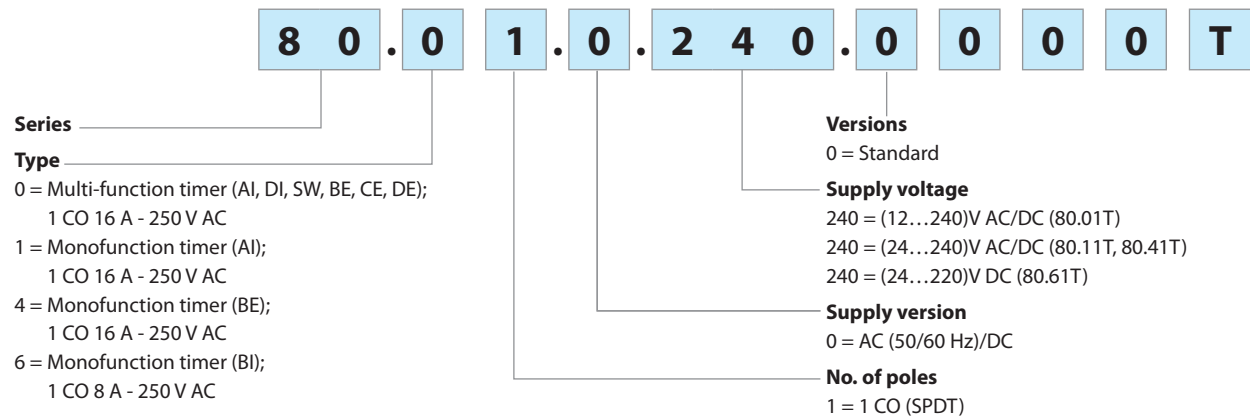 8 0 . 0 1 . 0 . 2 4 0 . 0 0 0 0 T
Series
Type
0 = Multi-function timer (AI, DI, SW, BE, CE, DE);
1 CO 16 A - 250 V AC
1 = Monofunction timer (AI);
1 CO 16 A - 250 V AC
4 = Monofunction timer (BE);
1 CO 16 A - 250 V AC
6 = Monofunction timer (BI);
1 CO 8 A - 250 V AC
Versions
0 = Standard
Supply voltage
240 = (12…240)V AC/DC (80.01T)
240 = (24…240)V AC/DC (80.11T, 80.41T)
240 = (24…220)V DC (80.61T)
Supply version
0 = AC (50/60 Hz)/DC
No. of poles
1 = 1 CO (SPDT)